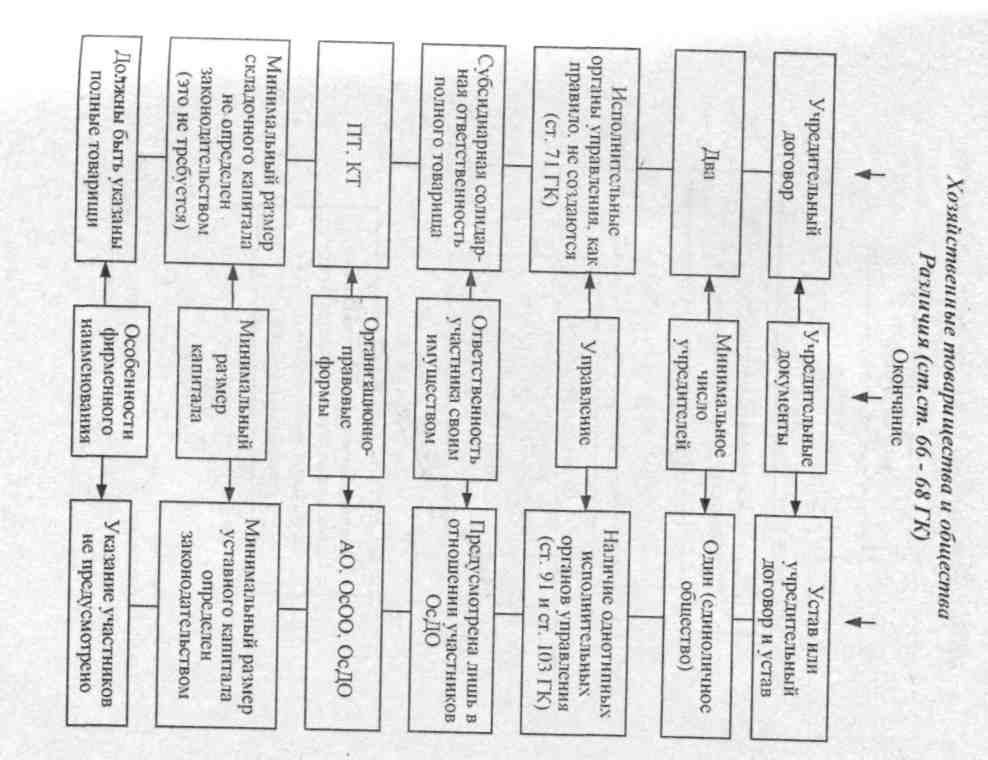 Хозяйственные товарищества и общества
Различия (ст.ст. 66 - 68 ГК)
Окончание
Учредительный
договор
Учредительные
документы
Устав или
учредительный
договор и устав
Два
Минимальное
число
учредителей
Один (единоличное
общество)
Исполнительные
органы управления, как
правило, не создаются
(ст. 71 ГК)
Управление
Наличие однотипных
исполнительных
органов управления
(ст. 91 и ст. 103 ГК)
Субсидиарная солидар-
ная ответственность
полного товарища
Ответственность
участника своим
имуществом
Предусмотрена лишь в
отношении участников
ОсДО
ПТ, КТ
Организационно-
правовые
формы
АО, ОсОО, ОсДО
Минимальный размер
складочного капитала
не определен
законодательством
(это не требуется)
Минимальный
размер
капитала
Минимальный размер
уставного капитала
определен
законодательством
Должны быть указаны
полные товарищи
Особенности
фирменного
наименования
Указание участников
не предусмотрено